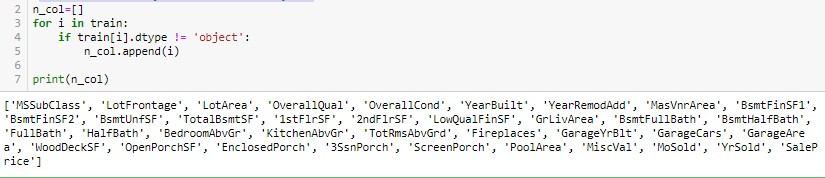 2 n_col=[]
3 for i in train:
4     if train[i].dtype != 'object':
5         n_col.append(i)
6
7 print(n_col)
['MSSubClass', 'LotFrontage', 'LotArea', 'OverallQual', 'OverallCond', 'YearBuilt', 'YearRemodAdd', 'MasVnrArea', 'BsmtFinSF1',
'BsmtFinSF2', 'BsmtUnfSF', 'TotalBsmtSF', '1stFlrSF', '2ndFlrSF', 'LowQualFinSF', 'GrLivArea', 'BsmtFullBath', 'BsmtHalfBath',
'FullBath', 'HalfBath', 'BedroomAbvGr', 'KitchenAbvGr', 'TotRmsAbvGrd', 'Fireplaces', 'GarageYrBlt', 'GarageCars', 'GarageAre
a', 'WoodDeckSF', 'OpenPorchSF', 'EnclosedPorch', '3SsnPorch', 'ScreenPorch', 'PoolArea', 'MiscVal', 'MoSold', 'YrSold', 'SaleP
rice']